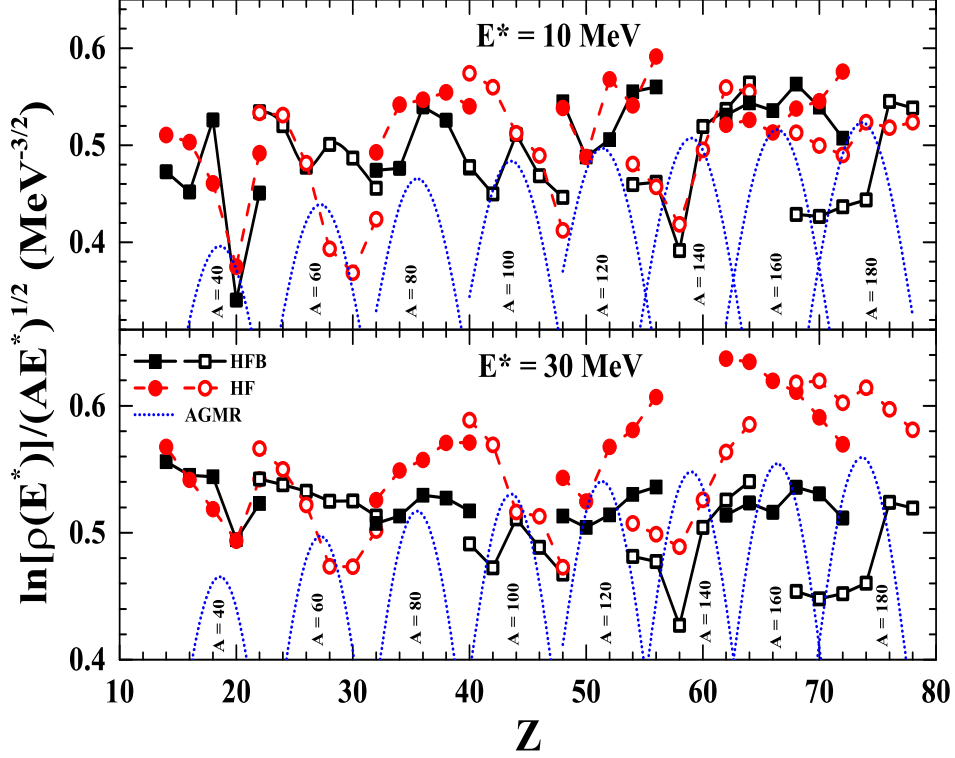 E* = 10 MeV
0.6
0.5
0.4
A = 40
A = 60
A = 80
A = 100
A = 120
A = 140
A = 160
A = 180
ln[ρ(E*)]/(AE*)^1/2 (MeV^-3/2)
E* = 30 MeV
HFB
HF
AGMR
0.6
0.5
0.4
A = 40
A = 60
A = 80
A = 100
A = 120
A = 140
A = 160
A = 180
10 20 30 40 50 60 70 80
Z